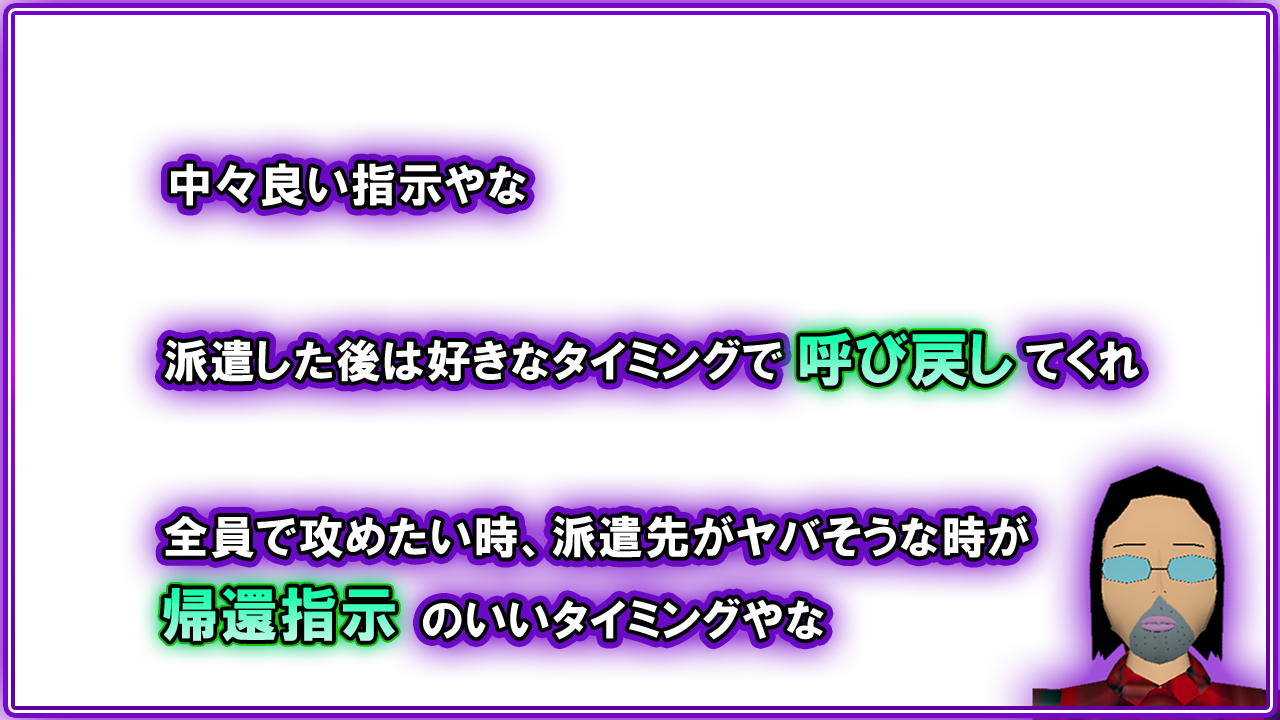 中々良い指示やな
派遣した後は好きなタイミングで 呼び戻し てくれ
全員で攻めたい時、派遣先がヤバそうな時が
帰還指示 のいいタイミングやな